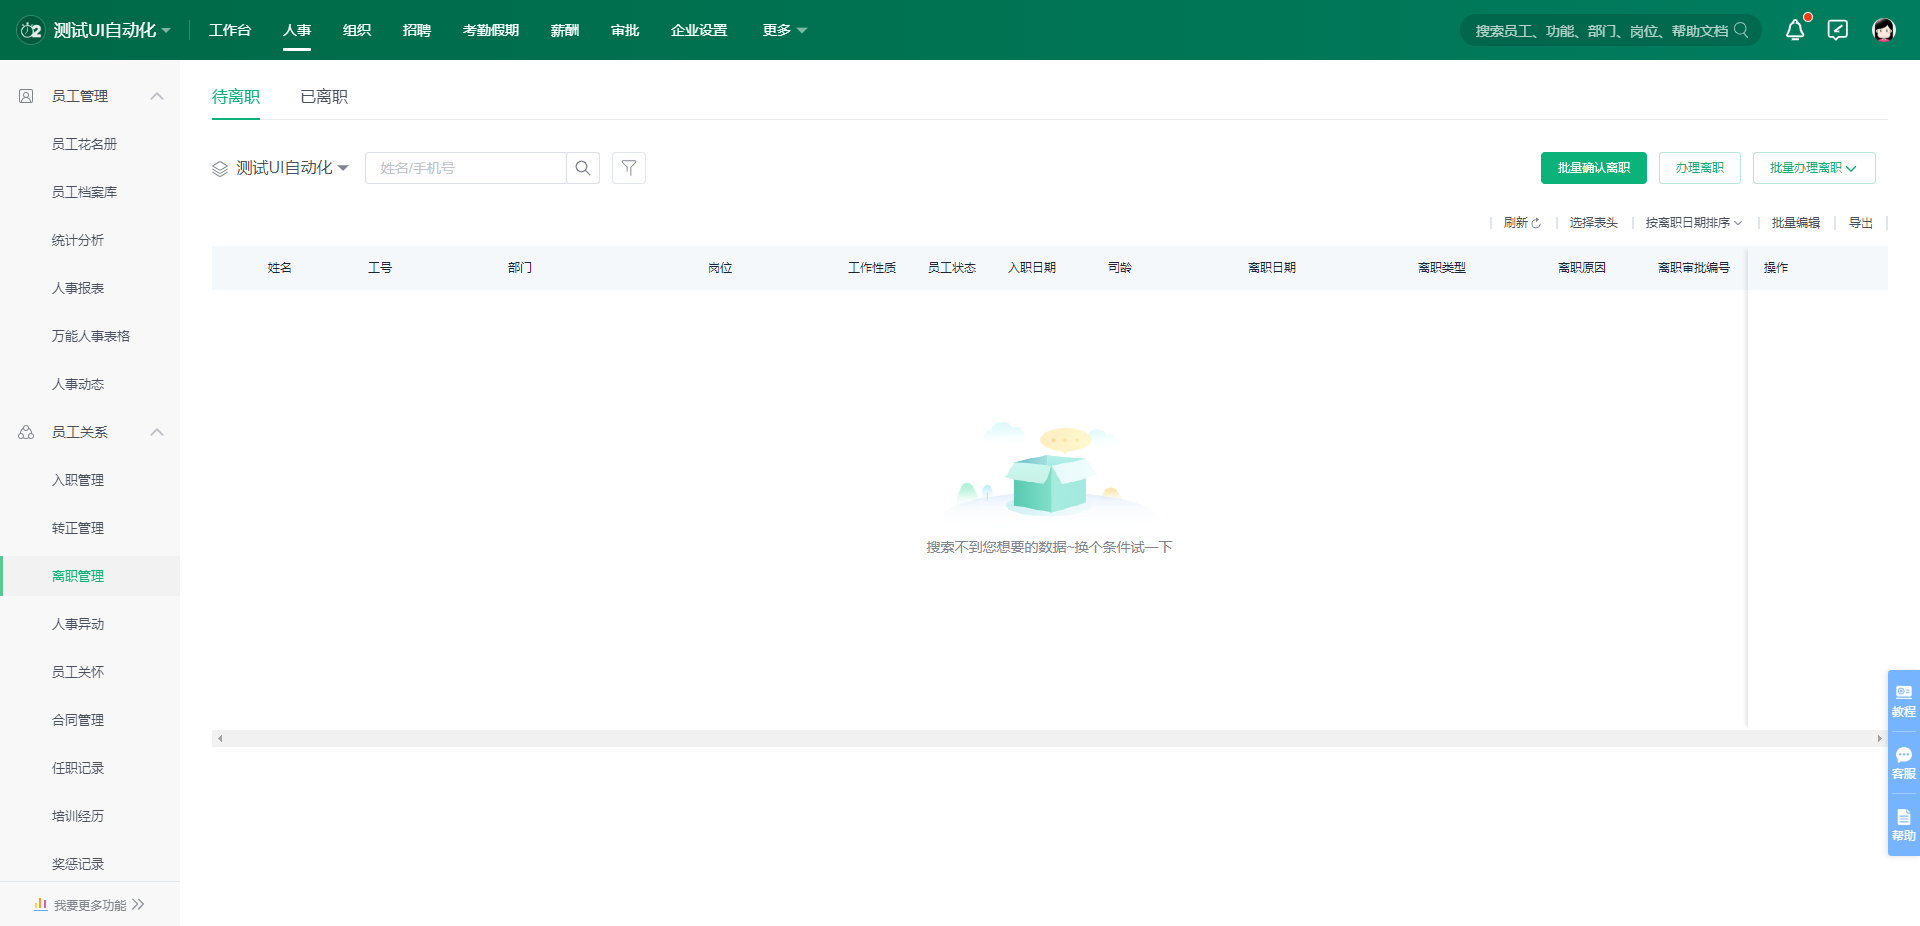 测试UI自动化
工作台 人事 组织 招聘 考勤假期 薪酬 审批 企业设置 更多
搜索员工、功能、部门、岗位、帮助文档
员工管理
员工花名册
员工档案库
统计分析
人事报表
万能人事表格
人事动态
员工关系
入职管理
转正管理
离职管理
人事异动
员工关怀
合同管理
任职记录
培训经历
奖惩记录
我要更多功能
待离职 已离职
测试UI自动化 姓名/手机号
批量确认离职 办理离职 批量办理离职
刷新 选择表头 按离职日期排序 批量编辑 导出
姓名 工号 部门 岗位 工作性质 员工状态 入职日期 司龄 离职日期 离职类型 离职原因 离职审批编号 操作
搜索不到您想要的数据~换个条件试一下
教程
客服
帮助